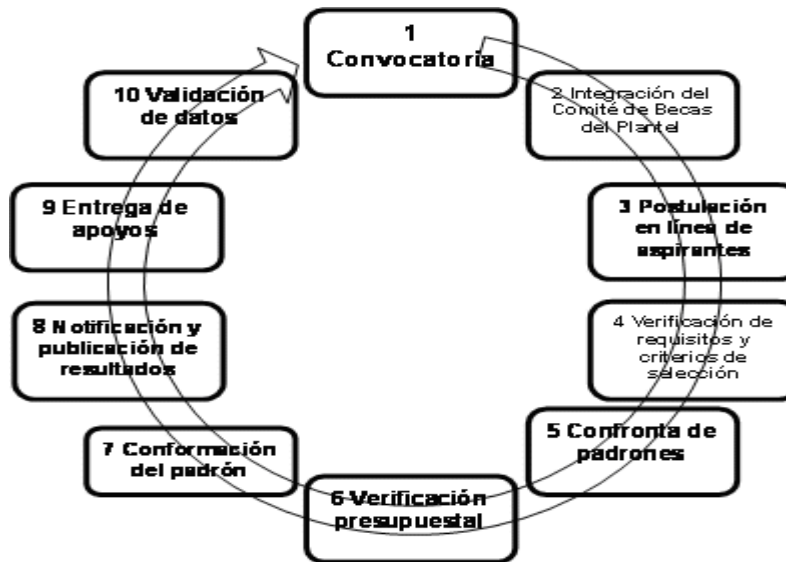 1
Convocatoria
2 Integración del
Comité de Becas
del Plantel
3 Postulación
en línea de
aspirantes
4 Verificación de
requisitos y
criterios de
selección
5 Confronta de
padrones
6 Verificación
presupuestal
7 Conformación
del padrón
8 Notificación y
publicación de
resultados
9 Entrega de
apoyos
10 Validación
de datos